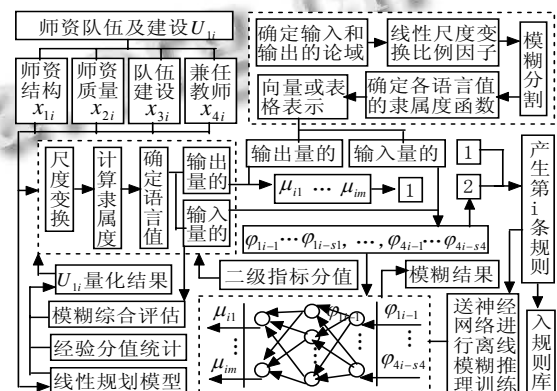 师资队伍及建设U1i
师资结构x1i
师资质量x2i
队伍建设x3i
兼任教师x4i
确定输入和输出的论域
线性尺度变换比例因子
模糊分割
向量或表格表示
确定各语言值的隶属度函数
尺度变换
计算隶属度
确定语言值
输出量的
输入量的
输出量的
输入量的
1
2
产生第i条规则
μi1 … μim
1
φ1i-1…φ1i-s1, … ,φ4i-1…φ4i-s4
U1i量化结果
二级指标分值
模糊结果
模糊综合评估
经验分值统计
线性规划模型
μi1
⋮
μim
φ1i-1
⋮
φ4i-s4
送神经网络进行离线模糊推理训练
入规则库